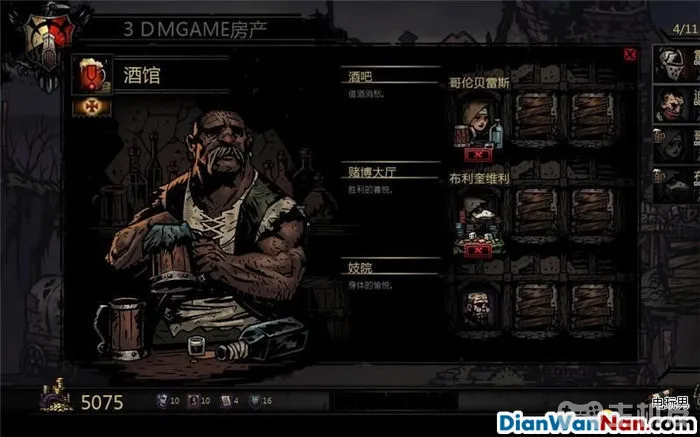 3 DMGAME房产
4/11
酒馆
酒吧
借酒消愁。
哥伦贝雷斯
赌博大厅
胜利的喜悦。
布利奎维利
妓院
身体的愉悦。
5075
10
10
4
16
电玩男
DianWanNan.com